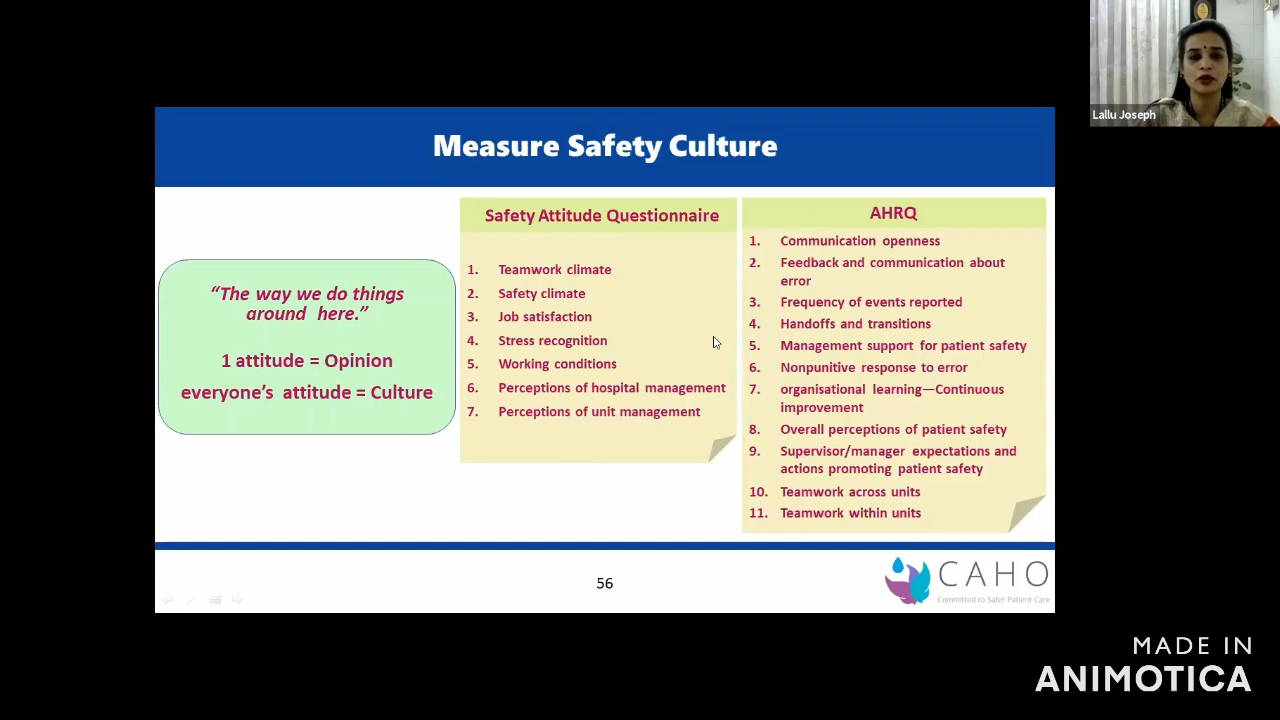 Lallu Joseph
Measure Safety Culture
“The way we do things
around here.”
1 attitude = Opinion
everyone’s attitude = Culture
Safety Attitude Questionnaire
1. Teamwork climate
2. Safety climate
3. Job satisfaction
4. Stress recognition
5. Working conditions
6. Perceptions of hospital management
7. Perceptions of unit management
AHRQ
1. Communication openness
2. Feedback and communication about
error
3. Frequency of events reported
4. Handoffs and transitions
5. Management support for patient safety
6. Nonpunitive response to error
7. organisational learning—Continuous
improvement
8. Overall perceptions of patient safety
9. Supervisor/manager expectations and
actions promoting patient safety
10. Teamwork across units
11. Teamwork within units
56
CAHO
Committed to Safer Patient Care
MADE IN
ANIMOTICA